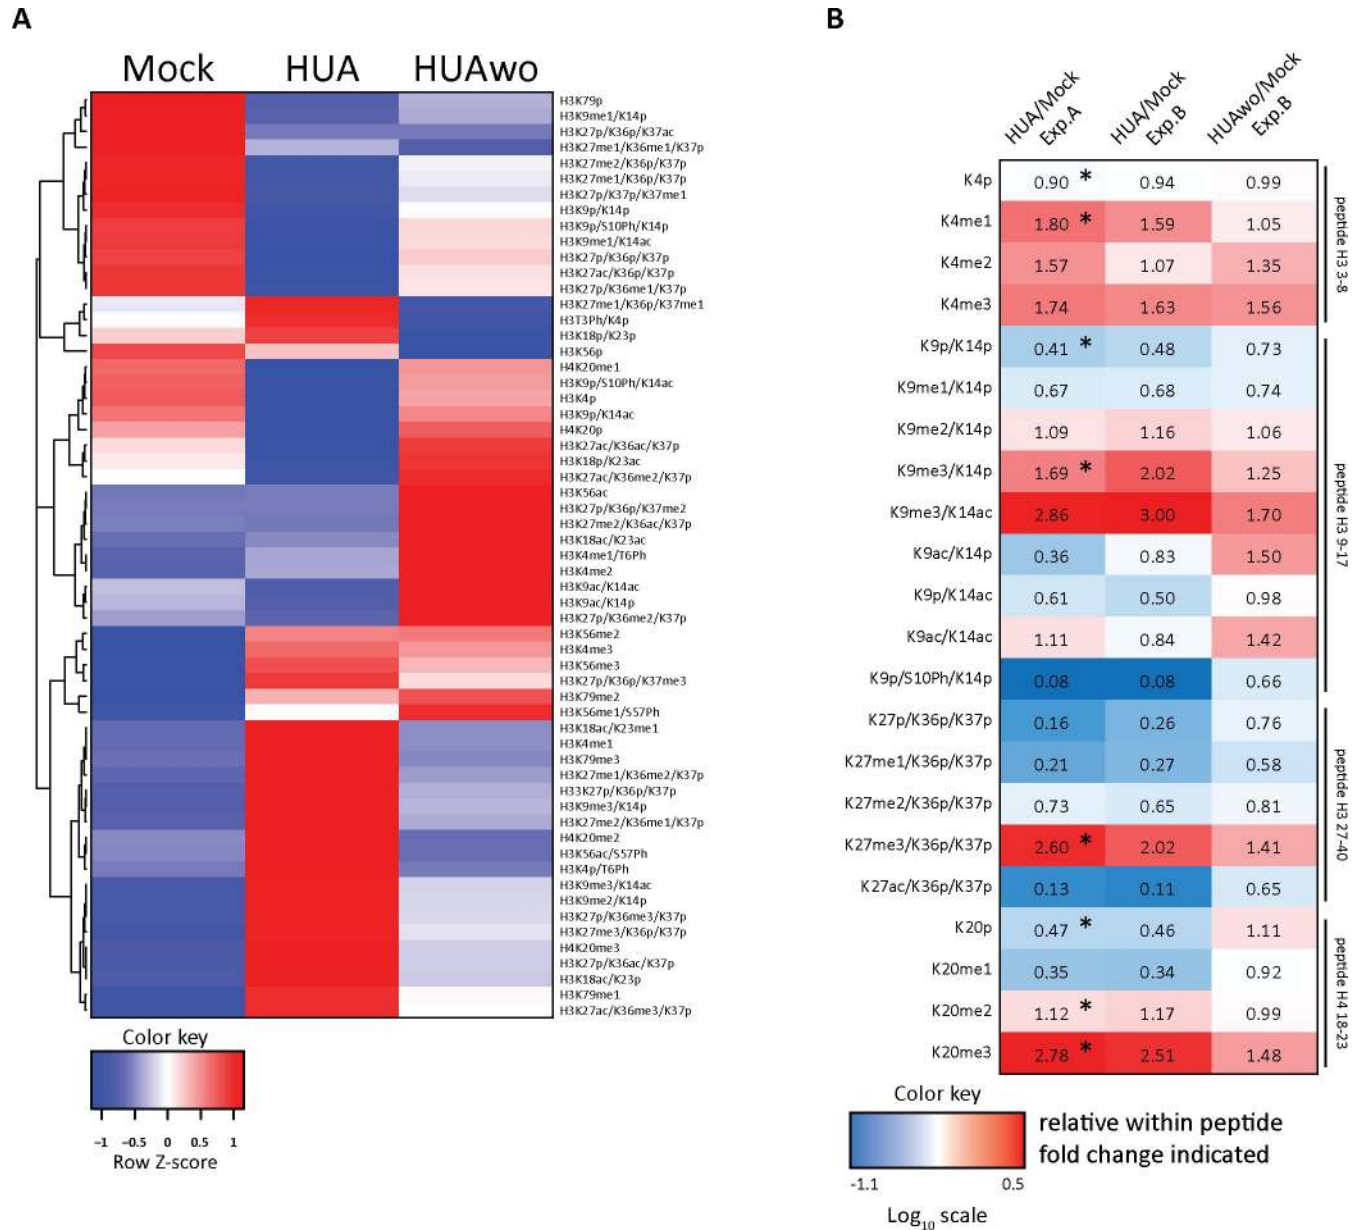 A
Mock
HUA
HUAwo
H3K79p
H3K9me1/K14p
H3K27p/K36p/K37ac
H3K27me1/K36me1/K37p
H3K27me2/K36p/K37p
H3K27me1/K36p/K37p
H3K27p/K37p/K37me1
H3K9p/K14p
H3K9p/S10Ph/K14p
H3K9me1/K14ac
H3K27p/K36p/K37p
H3K27ac/K36p/K37p
H3K27p/K36me1/K37p
H3K27me1/K36p/K37me1
H3T3Ph/K4p
H3K18p/K23p
H3K56p
H4K20me1
H3K9p/S10Ph/K14ac
H3K4p
H3K9p/K14ac
H4K20p
H3K27ac/K36ac/K37p
H3K18p/K23ac
H3K27ac/K36me2/K37p
H3K56ac
H3K27p/K36p/K37me2
H3K27me2/K36ac/K37p
H3K18ac/K23ac
H3K4me1/T6Ph
H3K4me2
H3K9ac/K14ac
H3K9ac/K14p
H3K27p/K36me2/K37p
H3K56me2
H3K4me3
H3K56me3
H3K27p/K36p/K37me3
H3K79me2
H3K56me1/S57Ph
H3K18ac/K23me1
H3K4me1
H3K79me3
H3K27me1/K36me2/K37p
H33K27p/K36p/K37p
H3K9me3/K14p
H3K27me2/K36me1/K37p
H4K20me2
H3K56ac/S57Ph
H3K4p/T6Ph
H3K9me3/K14ac
H3K9me2/K14p
H3K27p/K36me3/K37p
H3K27me3/K36p/K37p
H4K20me3
H3K27p/K36ac/K37p
H3K18ac/K23p
H3K79me1
H3K27ac/K36me3/K37p
Color key
-1 -0.5 0 0.5 1
Row Z-score
B
HUA/Mock
Exp.A
HUA/Mock
Exp.B
HUAwo/Mock
Exp.B
K4p 0.90 * 0.94 0.99
K4me1 1.80 * 1.59 1.05
K4me2 1.57 1.07 1.35
K4me3 1.74 1.63 1.56
peptide H3 3-8
K9p/K14p 0.41 * 0.48 0.73
K9me1/K14p 0.67 0.68 0.74
K9me2/K14p 1.09 1.16 1.06
K9me3/K14p 1.69 * 2.02 1.25
K9me3/K14ac 2.86 3.00 1.70
K9ac/K14p 0.36 0.83 1.50
K9p/K14ac 0.61 0.50 0.98
K9ac/K14ac 1.11 0.84 1.42
K9p/S10Ph/K14p 0.08 0.08 0.66
peptide H3 9-17
K27p/K36p/K37p 0.16 0.26 0.76
K27me1/K36p/K37p 0.21 0.27 0.58
K27me2/K36p/K37p 0.73 0.65 0.81
K27me3/K36p/K37p 2.60 * 2.02 1.41
K27ac/K36p/K37p 0.13 0.11 0.65
peptide H3 27-40
K20p 0.47 * 0.46 1.11
K20me1 0.35 0.34 0.92
K20me2 1.12 * 1.17 0.99
K20me3 2.78 * 2.51 1.48
peptide H4 18-23
Color key
-1.1 0.5
Log10 scale
relative within peptide
fold change indicated